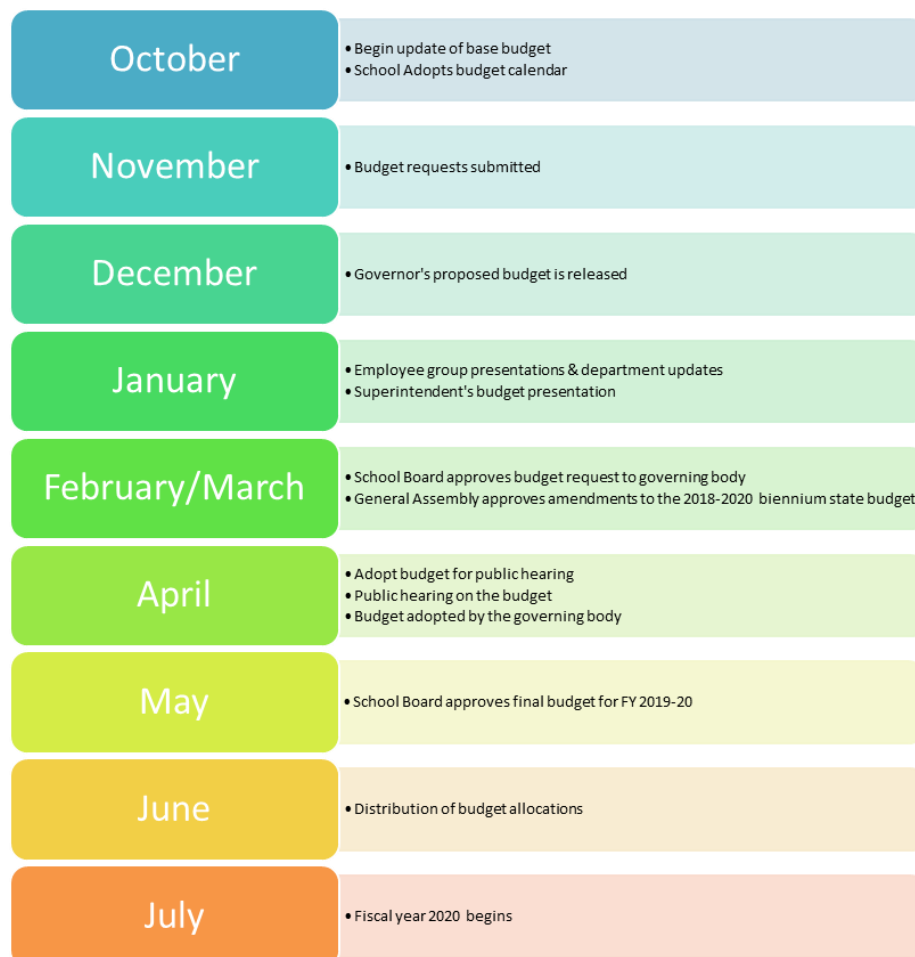 October
• Begin update of base budget
• School Adopts budget calendar
November
• Budget requests submitted
December
• Governor's proposed budget is released
January
• Employee group presentations & department updates
• Superintendent's budget presentation
February/March
• School Board approves budget request to governing body
• General Assembly approves amendments to the 2018-2020 biennium state budget
April
• Adopt budget for public hearing
• Public hearing on the budget
• Budget adopted by the governing body
May
• School Board approves final budget for FY 2019-20
June
• Distribution of budget allocations
July
• Fiscal year 2020 begins